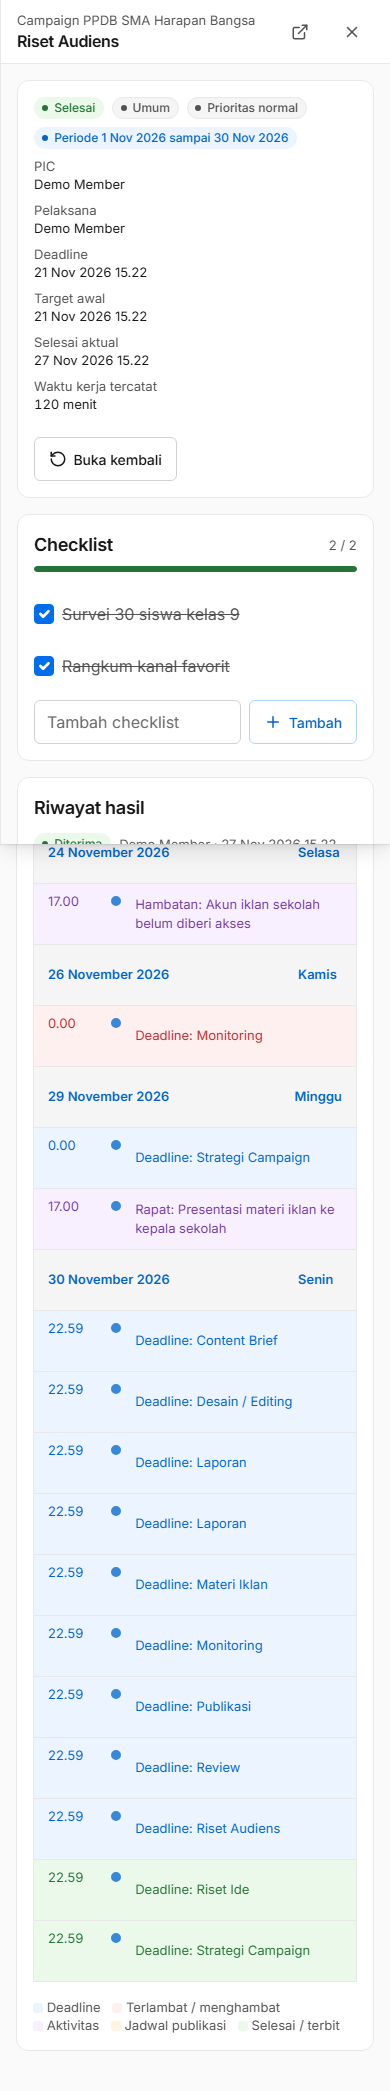 Campaign PPDB SMA Harapan Bangsa
Riset Audiens
Selesai
Umum
Prioritas normal
Periode 1 Nov 2026 sampai 30 Nov 2026
PIC
Demo Member
Pelaksana
Demo Member
Deadline
21 Nov 2026 15.22
Target awal
21 Nov 2026 15.22
Selesai aktual
27 Nov 2026 15.22
Waktu kerja tercatat
120 menit
Buka kembali
Checklist
2 / 2
Survei 30 siswa kelas 9
Rangkum kanal favorit
Tambah checklist
Tambah
Riwayat hasil
Diterima
Demo Member • 27 Nov 2026 15.22
24 November 2026 Selasa
17.00 Hambatan: Akun iklan sekolah
belum diberi akses
26 November 2026 Kamis
0.00 Deadline: Monitoring
29 November 2026 Minggu
0.00 Deadline: Strategi Campaign
17.00 Rapat: Presentasi materi iklan ke
kepala sekolah
30 November 2026 Senin
22.59 Deadline: Content Brief
22.59 Deadline: Desain / Editing
22.59 Deadline: Laporan
22.59 Deadline: Laporan
22.59 Deadline: Materi Iklan
22.59 Deadline: Monitoring
22.59 Deadline: Publikasi
22.59 Deadline: Review
22.59 Deadline: Riset Audiens
22.59 Deadline: Riset Ide
22.59 Deadline: Strategi Campaign
Deadline Terlambat / menghambat
Aktivitas Jadwal publikasi Selesai / terbit